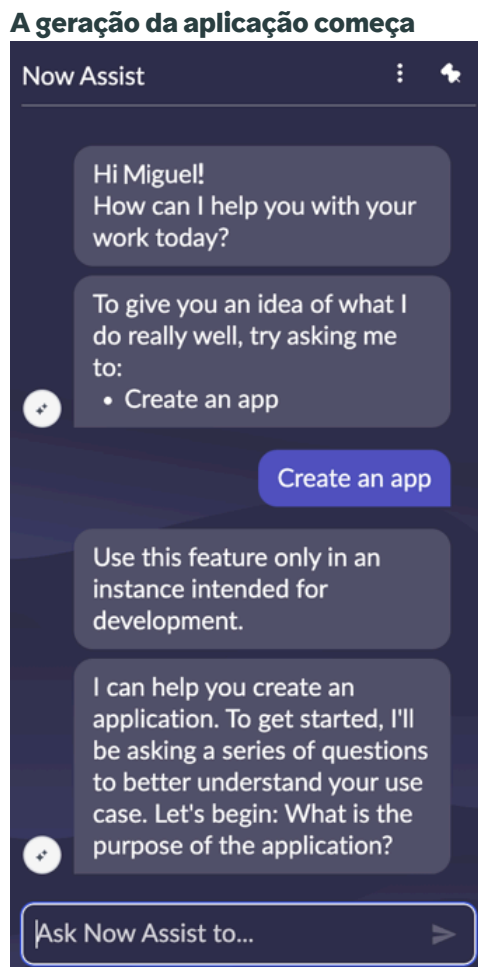 A geração da aplicação começa
Now Assist
Hi Miguel!
How can I help you with your
work today?
To give you an idea of what I
do really well, try asking me
to:
• Create an app
Create an app
Use this feature only in an
instance intended for
development.
I can help you create an
application. To get started, I'll
be asking a series of questions
to better understand your use
case. Let's begin: What is the
purpose of the application?
Ask Now Assist to...